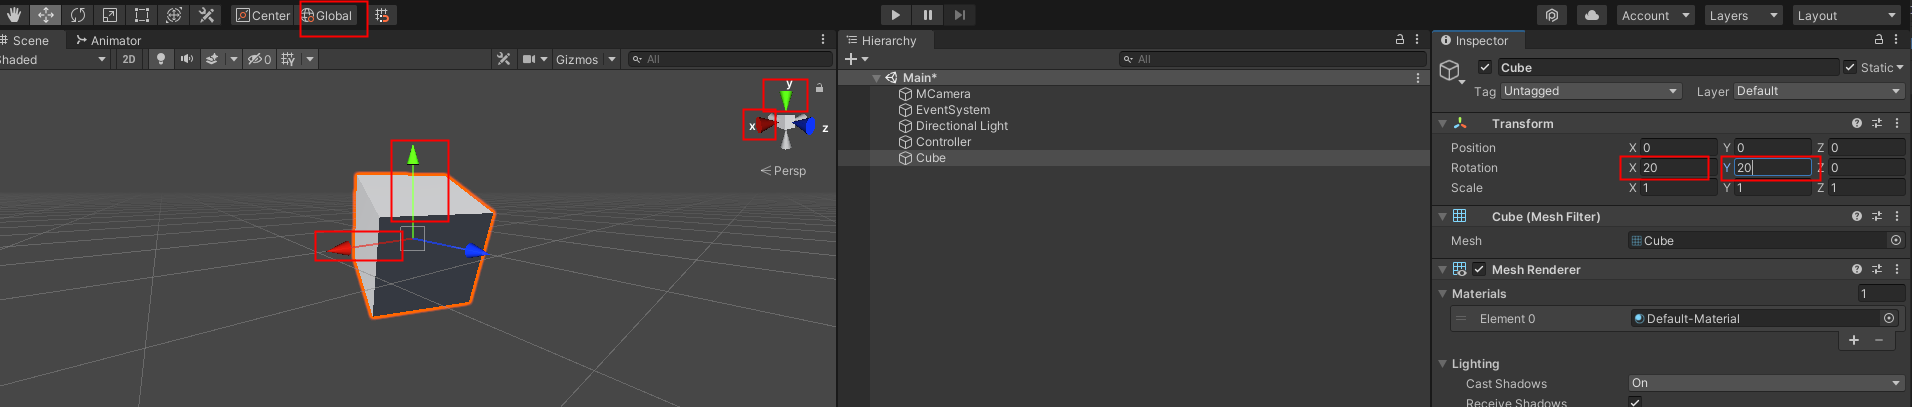 Center Global Account Layers Layout
Scene Animator
Shaded 2D 0 Gizmos All
y
x z
Persp
Hierarchy
All
Main*
MCamera
EventSystem
Directional Light
Controller
Cube
Inspector
Cube Static
Tag Untagged Layer Default
Transform
Position X 0 Y 0 Z 0
Rotation X 20 Y 20 Z 0
Scale X 1 Y 1 Z 1
Cube (Mesh Filter)
Mesh Cube
Mesh Renderer
Materials 1
Element 0 Default-Material
Lighting
Cast Shadows On
Receive Shadows